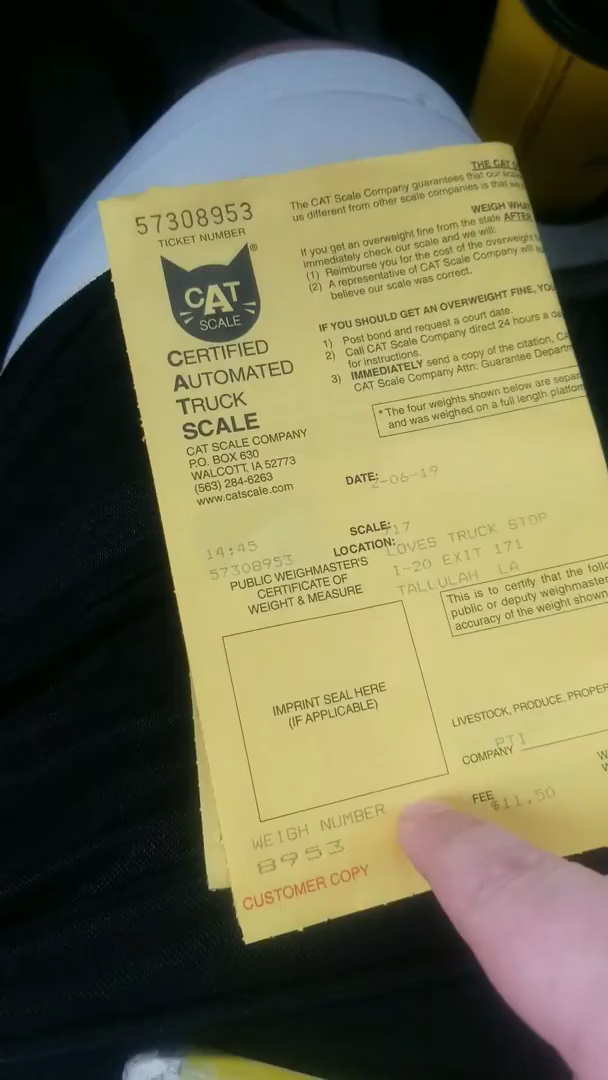 57308953
TICKET NUMBER
CAT
SCALE
®
CERTIFIED
AUTOMATED
TRUCK
SCALE
CAT SCALE COMPANY
P.O. BOX 630
WALCOTT, IA 52773
(563) 284-6263
www.catscale.com
THE CAT
The CAT Scale Company guarantees that our
us different from other scale companies is that
WEIGH WHA
If you get an overweight fine from the state AFTER
immediately check our scale and we will:
(1) Reimburse you for the cost of the overweight
(2) A representative of CAT Scale Company will
believe our scale was correct.
IF YOU SHOULD GET AN OVERWEIGHT FINE, YOU
1) Post bond and request a court date.
2) Call CAT Scale Company direct 24 hours a
for instructions.
3) IMMEDIATELY send a copy of the citation, CA
CAT Scale Company Attn: Guarantee Departm
* The four weights shown below are separ
and was weighed on a full length platform
DATE: 2-06-19
SCALE: 717
LOCATION: LOVES TRUCK STOP
I-20 EXIT 171
TALLULAH LA
14:45
57308953
PUBLIC WEIGHMASTER'S
CERTIFICATE OF
WEIGHT & MEASURE
This is to certify that the follo
public or deputy weighmaster
accuracy of the weight shown
IMPRINT SEAL HERE
(IF APPLICABLE)
LIVESTOCK, PRODUCE, PROPER
COMPANY PTI
FEE $11.50
WEIGH NUMBER
8953
CUSTOMER COPY